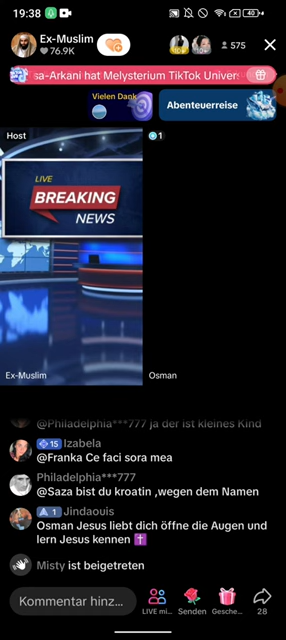 19:38
40
Ex-Muslim
76.9K
575
sa-Arkani hat Melysterium TikTok Univers
Vielen Dank
Abenteuerreise
Host
1
LIVE
BREAKING
NEWS
Ex-Muslim
Osman
@Philadelphia***777 ja der ist kleines Kind
15 Izabela
@Franka Ce faci sora mea
Philadelphia***777
@Saza bist du kroatin ,wegen dem Namen
1 Jindaouis
Osman Jesus liebt dich öffne die Augen und
lern Jesus kennen ✝️
Misty ist beigetreten
Kommentar hinz...
LIVE mi...
Senden
Gesche...
28